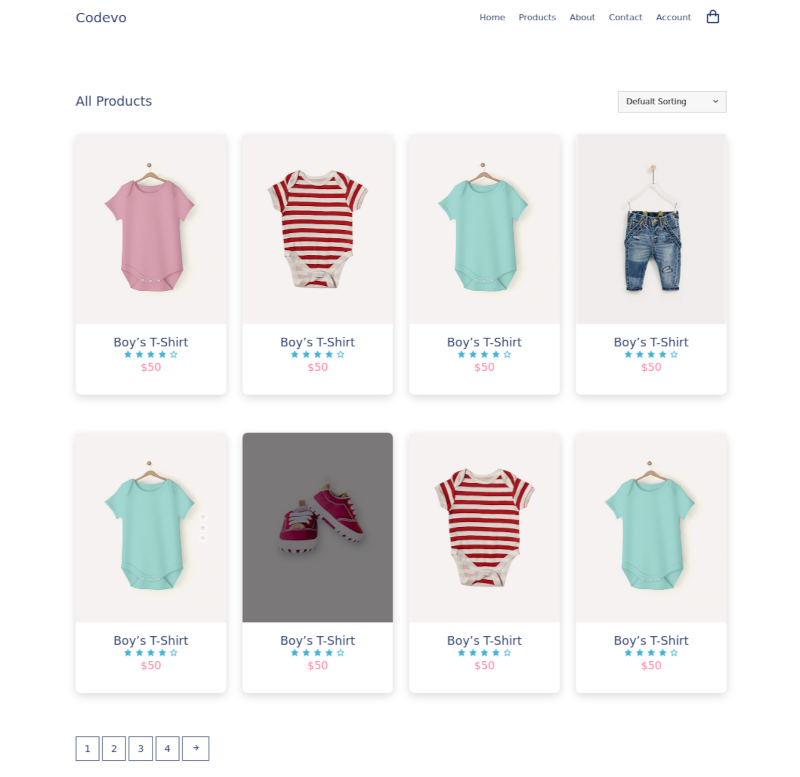 Codevo
Home Products About Contact Account
All Products
Defualt Sorting
Boy’s T-Shirt Boy’s T-Shirt Boy’s T-Shirt Boy’s T-Shirt
$50 $50 $50 $50
Boy’s T-Shirt Boy’s T-Shirt Boy’s T-Shirt Boy’s T-Shirt
$50 $50 $50 $50
1 2 3 4